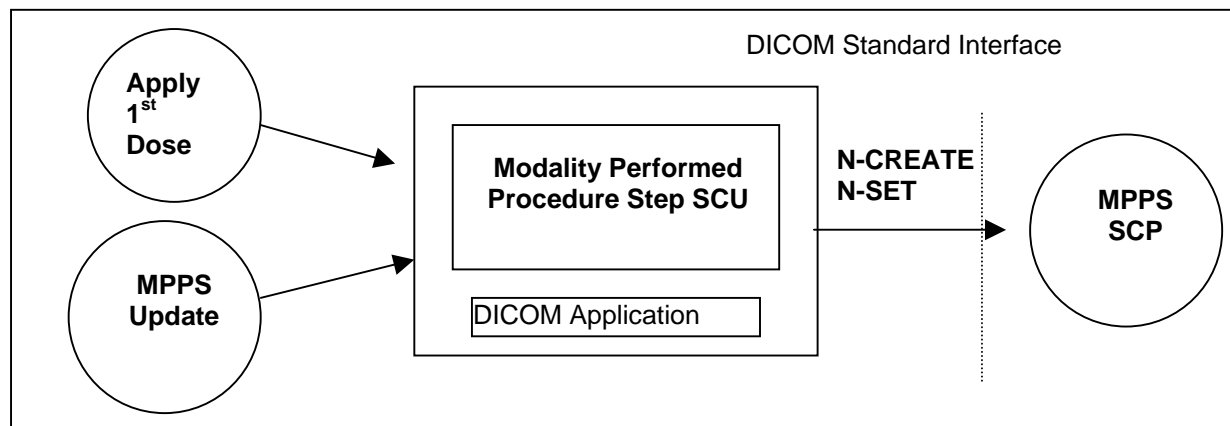 DICOM Standard Interface
Apply
1st
Dose
Modality Performed
Procedure Step SCU
N-CREATE
N-SET
MPPS
SCP
MPPS
Update
DICOM Application